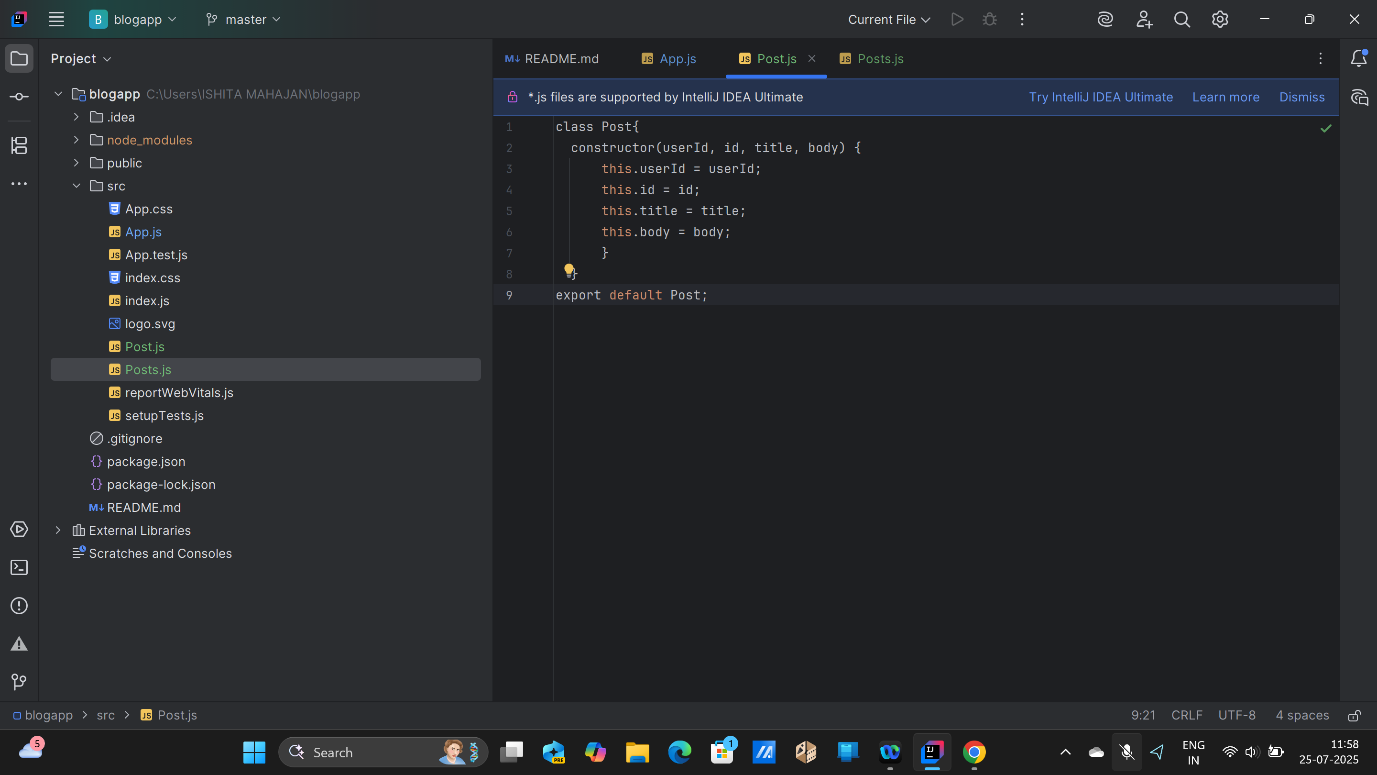 B blogapp master Current File
Project
README.md App.js Post.js Posts.js
*.js files are supported by IntelliJ IDEA Ultimate Try IntelliJ IDEA Ultimate Learn more Dismiss
blogapp C:\Users\ISHITA MAHAJAN\blogapp
.idea
node_modules
public
src
App.css
App.js
App.test.js
index.css
index.js
logo.svg
Post.js
Posts.js
reportWebVitals.js
setupTests.js
.gitignore
package.json
package-lock.json
README.md
External Libraries
Scratches and Consoles
1 class Post{
2 constructor(userId, id, title, body) {
3 this.userId = userId;
4 this.id = id;
5 this.title = title;
6 this.body = body;
7 }
8 }
9 export default Post;
blogapp > src > Post.js 9:21 CRLF UTF-8 4 spaces
5 Search PRE 1 ENG
IN 11:58
25-07-2025